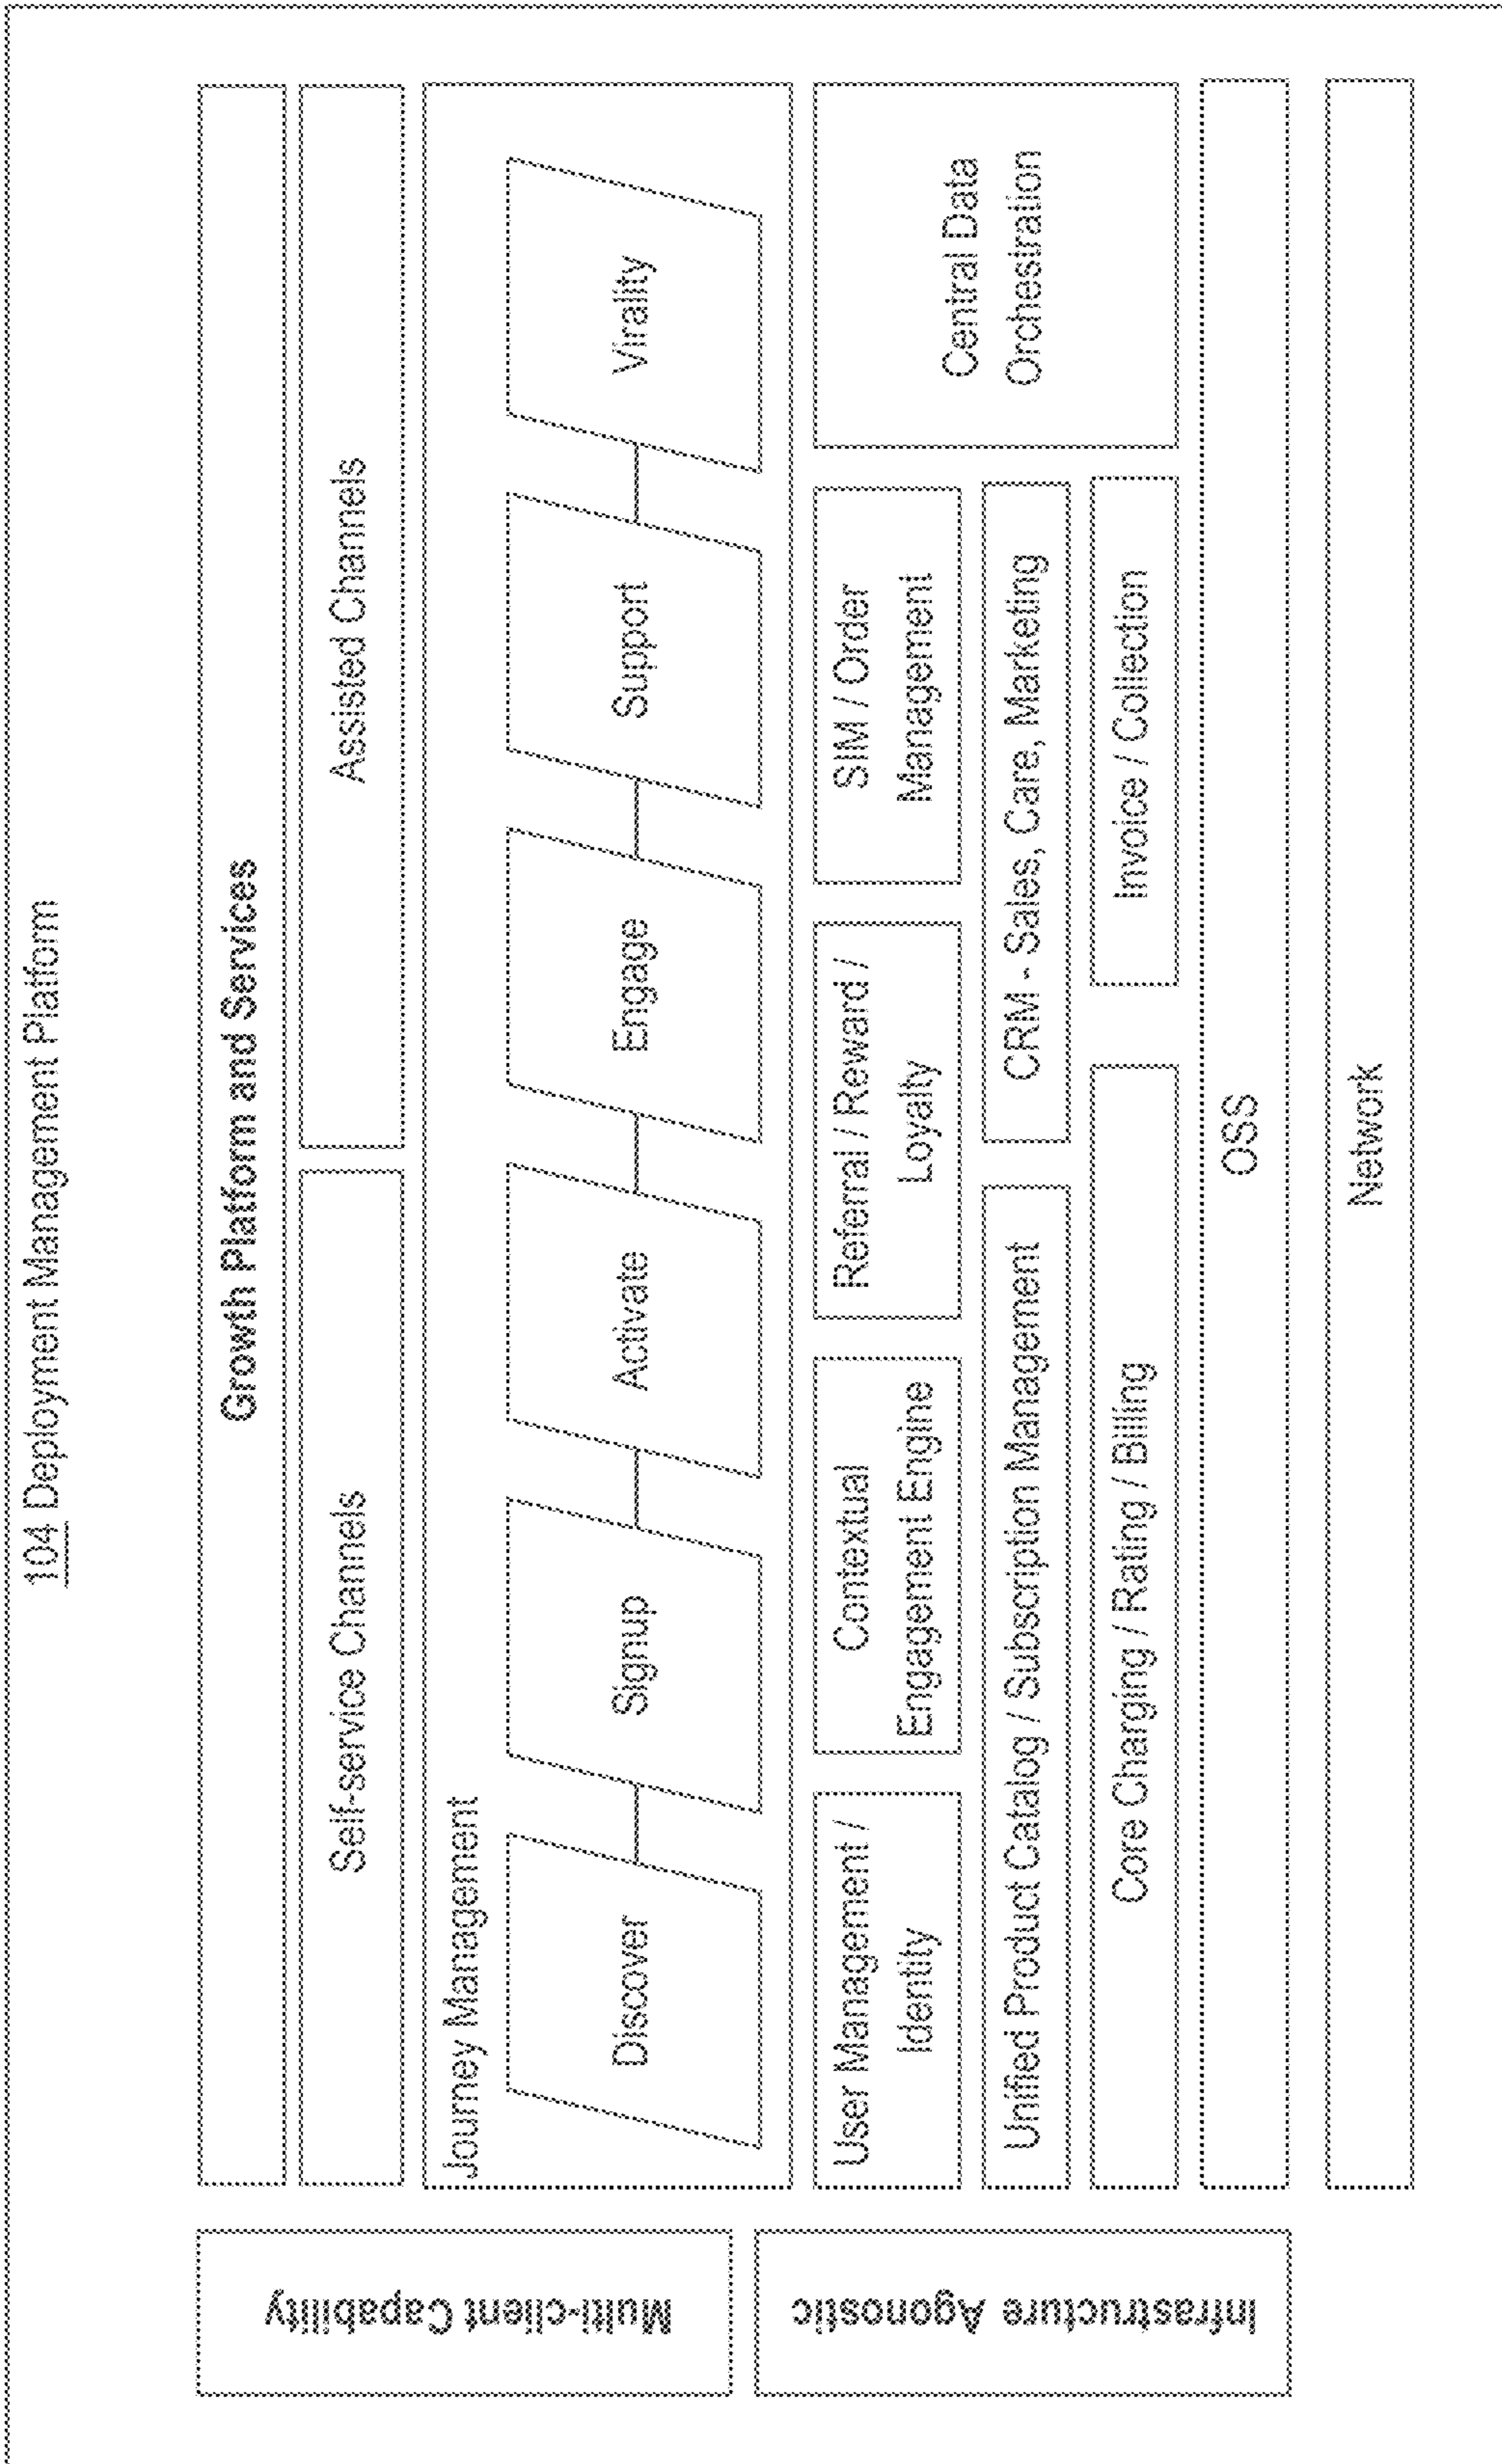 104 Deployment Management Platform
Multi-client Capability
Infrastructure Agonostic
Growth Platform and Services
Self-service Channels
Assisted Channels
Journey Management
Discover
Signup
Activate
Engage
Support
Virality
User Management /
Identity
Contextual
Engagement Engine
Referral / Reward /
Loyalty
SIM / Order
Management
Central Data
Orchestration
Unified Product Catalog / Subscription Management
CRM - Sales, Care, Marketing
Core Charging / Rating / Billing
Invoice / Collection
OSS
Network